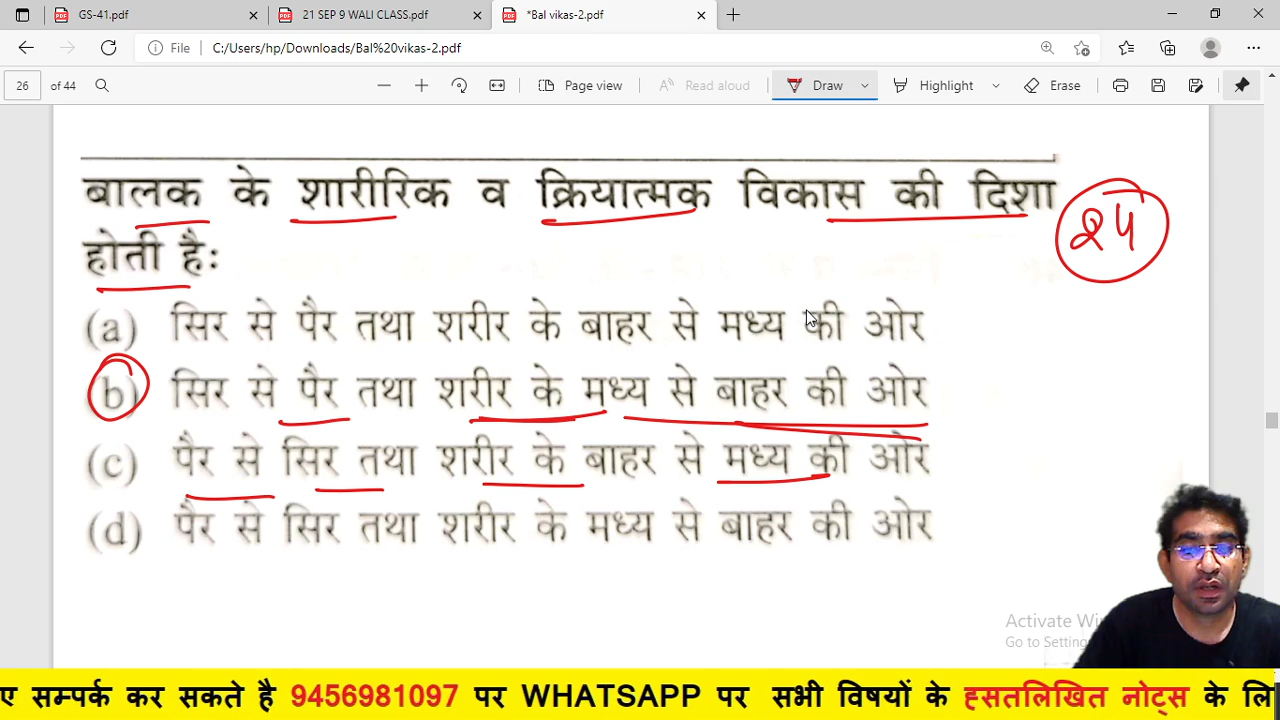 GS-41.pdf
21 SEP 9 WALI CLASS.pdf
*Bal vikas-2.pdf
File
C:/Users/hp/Downloads/Bal%20vikas-2.pdf
26 of 44
Page view
Read aloud
Draw
Highlight
Erase
बालक के शारीरिक व क्रियात्मक विकास की दिशा
होती हैः
२५
(a) सिर से पैर तथा शरीर के बाहर से मध्य की ओर
(b) सिर से पैर तथा शरीर के मध्य से बाहर की ओर
(c) पैर से सिर तथा शरीर के बाहर से मध्य की ओर
(d) पैर से सिर तथा शरीर के मध्य से बाहर की ओर
Activate
Go to Setting
ए सम्पर्क कर सकते है 9456981097 पर WHATSAPP पर सभी विषयों के ह्सतलिखित नोट्स के लि